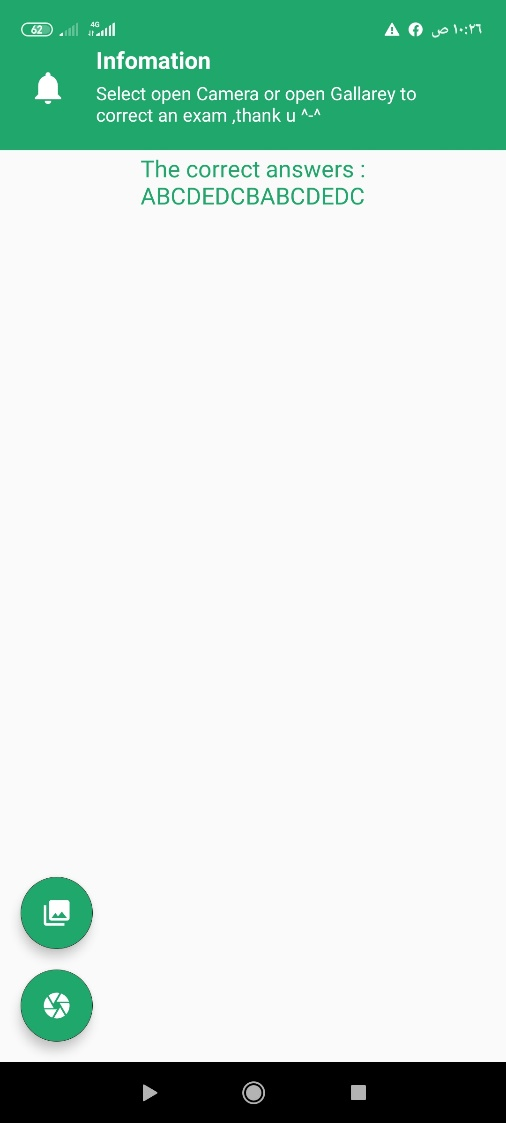 62
4G
١٠:٢٦ ص
Infomation
Select open Camera or open Gallarey to
correct an exam ,thank u ^-^
The correct answers :
ABCDEDCBABCDEDC